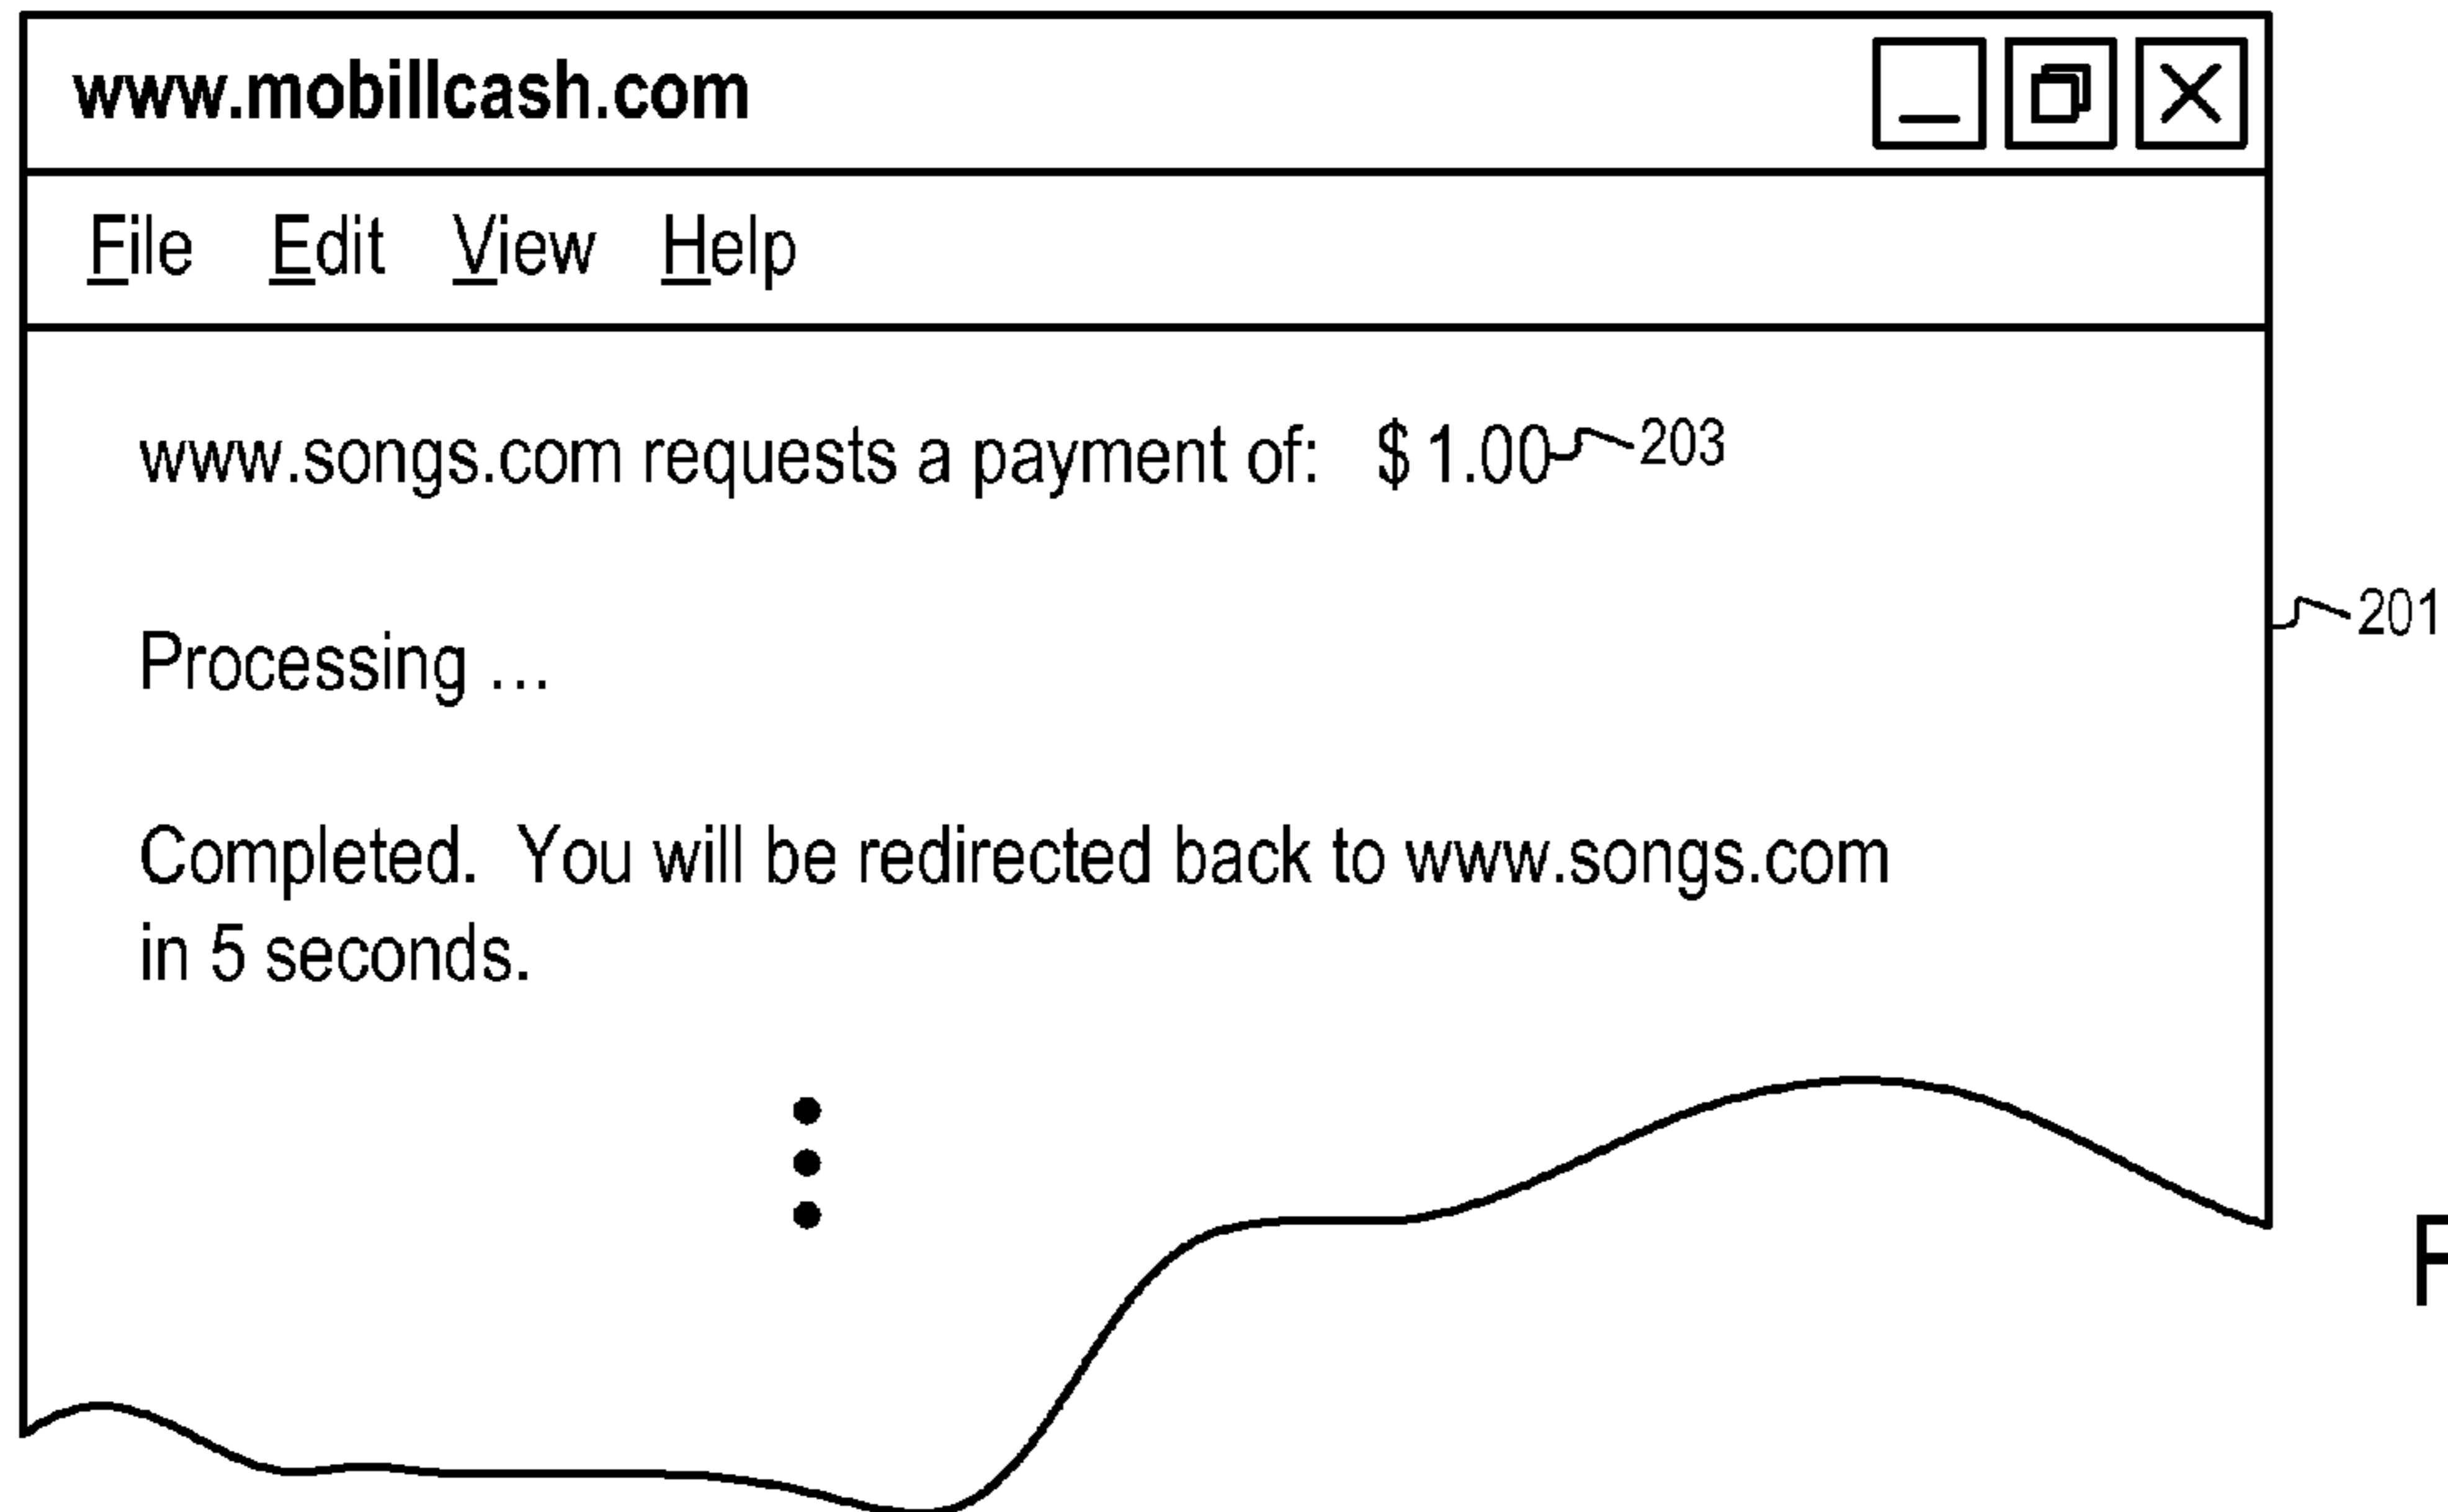 www.mobillcash.com
File Edit View Help
www.songs.com requests a payment of: $ 1.00 203
201
Processing ...
Completed. You will be redirected back to www.songs.com
in 5 seconds.
F